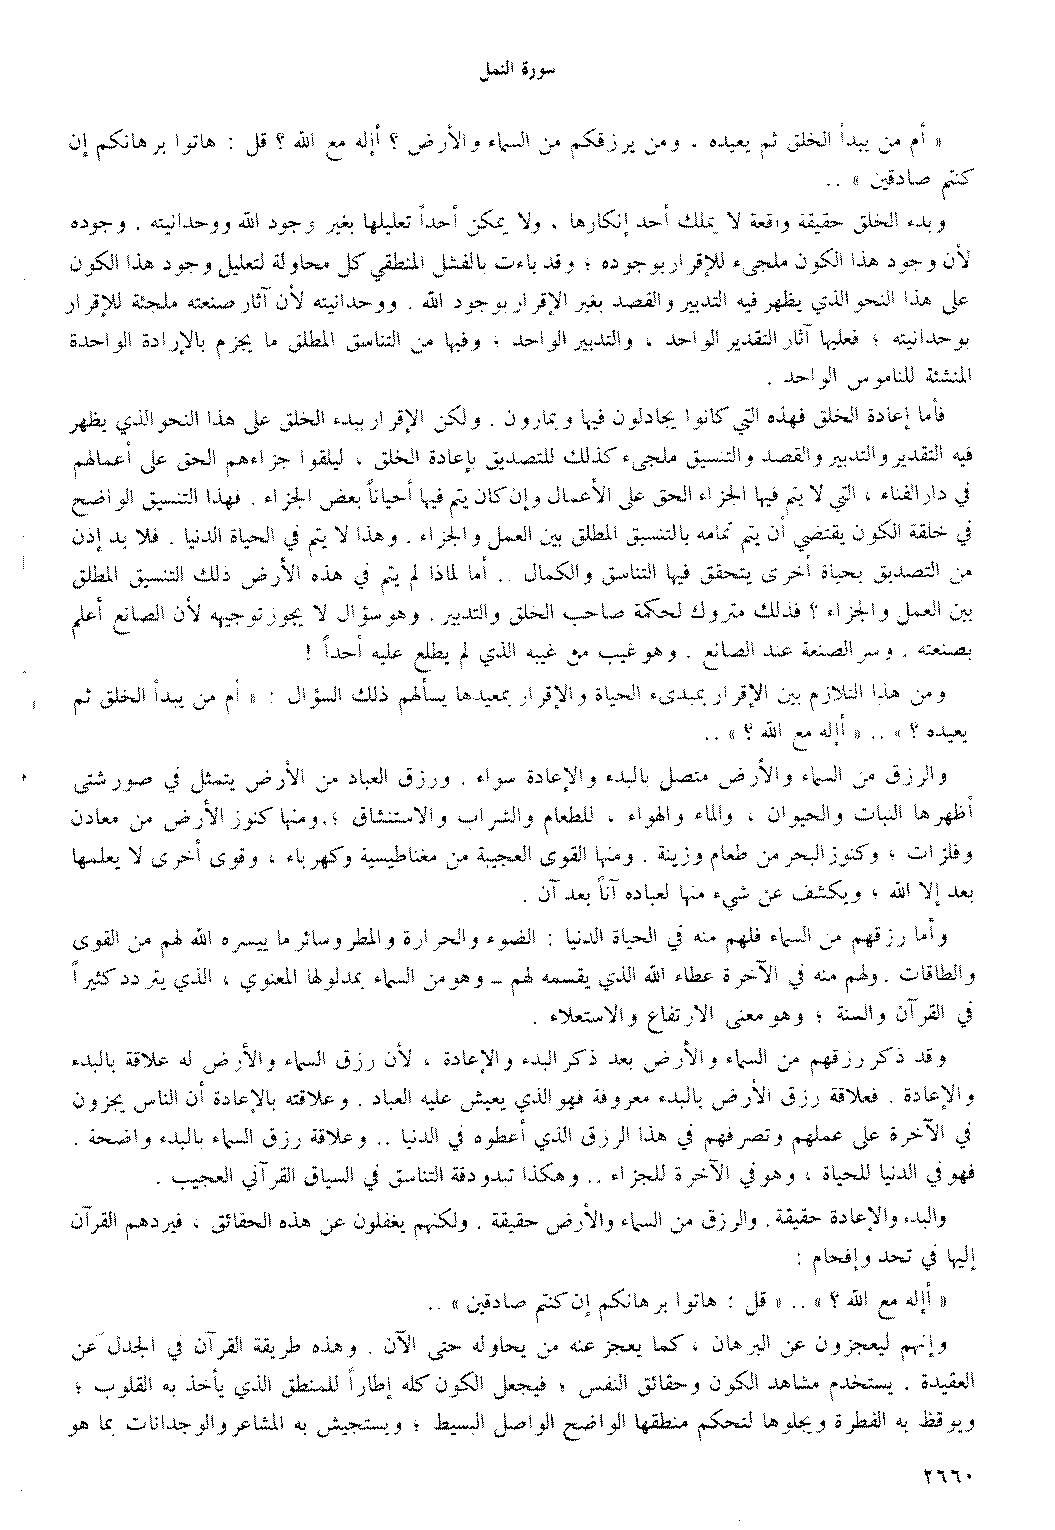 سورة النمل
« أم من يبدأ الخلق ثم يعيده . ومن يرزقكم من السماء والأرض ؟ أإله مع الله ؟ قل : هاتوا برهانكم إن
كنتم صادقين » ..
وبدء الخلق حقيقة واقعة لا يملك أحد إنكارها ، ولا يمكن أحداً تعليلها بغير وجود الله ووحدانيته . وجوده
لأن وجود هذا الكون ملجىء للإقرار بوجوده ؛ وقد باءت بالفشل المنطقي كل محاولة لتعليل وجود هذا الكون
على هذا النحو الذي يظهر فيه التدبير والقصد بغير الإقرار بوجود الله . ووحدانيته لأن آثار صنعته ملجئة للإقرار
بوحدانيته ؛ فعليها آثار التقدير الواحد ، والتدبير الواحد ؛ وفيها من التناسق المطلق ما يجزم بالإرادة الواحدة
المنشئة للناموس الواحد .
فأما إعادة الخلق فهذه التي كانوا يجادلون فيها ويمارون . ولكن الإقرار ببدء الخلق على هذا النحو الذي يظهر
فيه التقدير والتدبير والقصد والتنسيق ملجىء كذلك للتصديق بإعادة الخلق ، ليلقوا جزاءهم الحق على أعمالهم
في دار الفناء ، التي لا يتم فيها الجزاء الحق على الأعمال وإن كان يتم فيها أحياناً بعض الجزاء . فهذا التنسيق الواضح
في خلقة الكون يقتضي أن يتم تمامه بالتنسيق المطلق بين العمل والجزاء . وهذا لا يتم في الحياة الدنيا . فلا بد إذن
من التصديق بحياة أخرى يتحقق فيها التناسق والكمال .. أما لماذا لم يتم في هذه الأرض ذلك التنسيق المطلق
بين العمل والجزاء ؟ فذلك متروك لحكمة صاحب الخلق والتدبير . وهو سؤال لا يجوز توجيهه لأن الصانع أعلم
بصنعته . وسر الصنعة عند الصانع . وهو غيب من غيبه الذي لم يطلع عليه أحداً !
ومن هذا التلازم بين الإقرار بمبدىء الحياة والإقرار بمعيدها يسألهم ذلك السؤال : « أم من يبدأ الخلق ثم
يعيده ؟ » .. « أإله مع الله ؟ » ..
والرزق من السماء والأرض متصل بالبدء والإعادة سواء . ورزق العباد من الأرض يتمثل في صور شتى
أظهرها النبات والحيوان ، والماء والهواء ، للطعام والشراب والاستنشاق ؛ ومنها كنوز الأرض من معادن
وفلزات ؛ وكنوز البحر من طعام وزينة . ومنها القوى العجيبة من مغناطيسية وكهرباء ، وقوى أخرى لا يعلمها
بعد إلا الله ؛ ويكشف عن شيء منها لعباده آناً بعد آن .
وأما رزقهم من السماء فلهم منه في الحياة الدنيا : الضوء والحرارة والمطر وسائر ما ييسره الله لهم من القوى
والطاقات . ولهم منه في الآخرة عطاء الله الذي يقسمه لهم – وهو من السماء بمدلولها المعنوي ، الذي يتردد كثيراً
في القرآن والسنة ؛ وهو معنى الارتفاع والاستعلاء .
وقد ذكر رزقهم من السماء والأرض بعد ذكر البدء والإعادة ، لأن رزق السماء والأرض له علاقة بالبدء
والإعادة . فعلاقة رزق الأرض بالبدء معروفة فهو الذي يعيش عليه العباد . وعلاقته بالإعادة أن الناس يجزون
في الآخرة على عملهم وتصرفهم في هذا الرزق الذي أعطوه في الدنيا .. وعلاقة رزق السماء بالبدء واضحة .
فهو في الدنيا للحياة ، وهو في الآخرة للجزاء .. وهكذا تبدو دقة التناسق في السياق القرآني العجيب .
والبدء والإعادة حقيقة . والرزق من السماء والأرض حقيقة . ولكنهم يغفلون عن هذه الحقائق ، فيردهم القرآن
إليها في تحد وإفحام :
« أإله مع الله ؟ » .. « قل : هاتوا برهانكم إن كنتم صادقين » ..
وإنهم ليعجزون عن البرهان ، كما يعجز عنه من يحاوله حتى الآن . وهذه طريقة القرآن في الجدل عن
العقيدة . يستخدم مشاهد الكون وحقائق النفس ؛ فيجعل الكون كله إطاراً للمنطق الذي يأخذ به القلوب ؛
ويوقظ به الفطرة ويجلوها لتحكم منطقها الواضح الواصل البسيط ؛ ويستجيش به المشاعر والوجدانات بما هو
٢٦٦٠